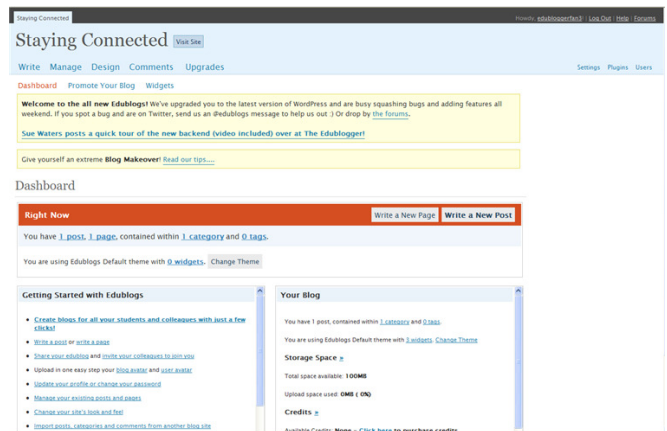 Staying Connected
Howdy, edubloggerfan3! | Log Out | Help | Forums
Staying Connected Visit Site
Write Manage Design Comments Upgrades
Settings Plugins Users
Dashboard Promote Your Blog Widgets
Welcome to the all new Edublogs! We've upgraded you to the latest version of WordPress and are busy squashing bugs and adding features all
weekend. If you spot a bug and are on Twitter, send us an @edublogs message to help us out :) Or drop by the forums.
Sue Waters posts a quick tour of the new backend (video included) over at The Edublogger!
Give yourself an extreme Blog Makeover! Read our tips....
Dashboard
Right Now
Write a New Page Write a New Post
You have 1 post, 1 page, contained within 1 category and 0 tags.
You are using Edublogs Default theme with 0 widgets. Change Theme
Getting Started with Edublogs
Create blogs for all your students and colleagues with just a few
clicks!
Write a post or write a page
Share your edublog and invite your colleagues to join you
Upload in one easy step your blog avatar and user avatar
Update your profile or change your password
Manage your existing posts and pages
Change your site's look and feel
Import posts, categories and comments from another blog site
Your Blog
You have 1 post, contained within 1 category and 0 tags.
You are using Edublogs Default theme with 3 widgets. Change Theme
Storage Space »
Total space available: 100MB
Upload space used: 0MB ( 0%)
Credits »
Available Credits: None - Click here to purchase credits